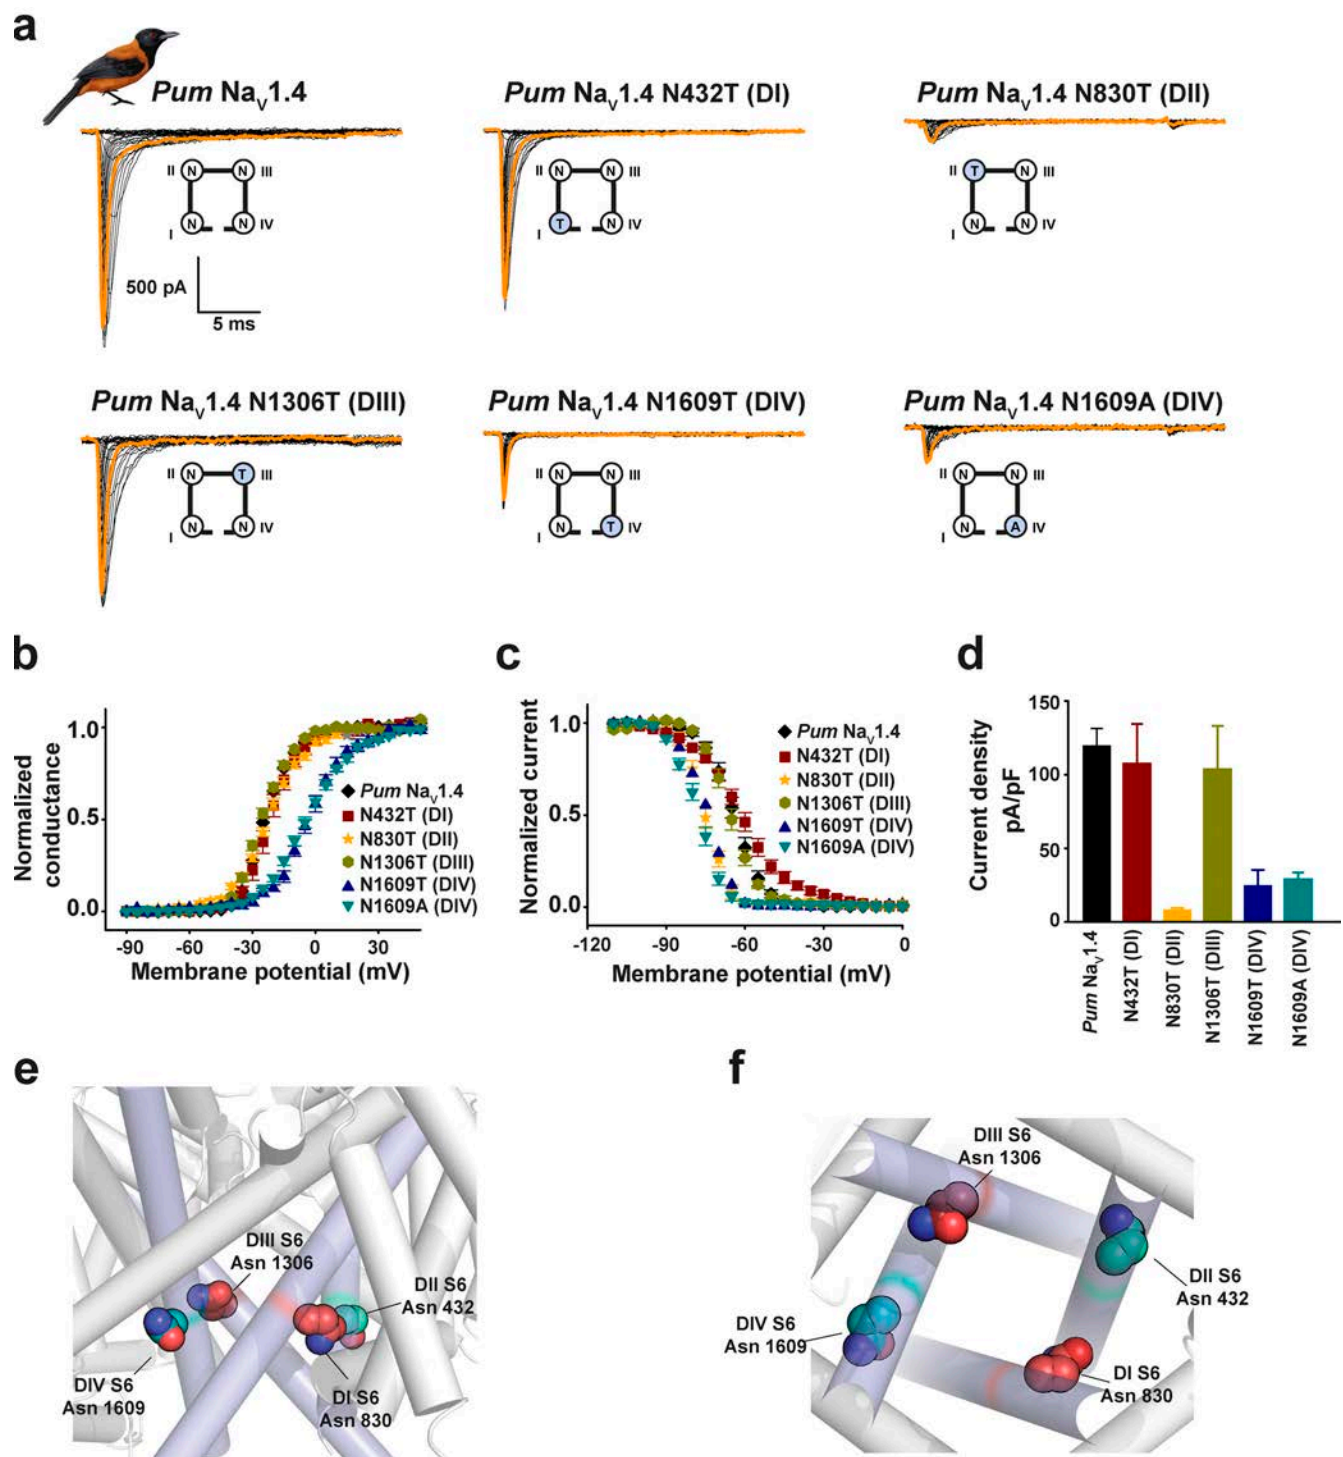 a
Pum NaV1.4
Pum NaV1.4 N432T (DI)
Pum NaV1.4 N830T (DII)
II N N III
I N N IV
500 pA
5 ms
II N N III
I T N IV
II T N III
I N N IV
Pum NaV1.4 N1306T (DIII)
Pum NaV1.4 N1609T (DIV)
Pum NaV1.4 N1609A (DIV)
II N T III
I N N IV
II N N III
I N T IV
II N N III
I N A IV
b
Normalized
conductance
1.0
0.5
0.0
-90 -60 -30 0 30
Membrane potential (mV)
Pum NaV1.4
N432T (DI)
N830T (DII)
N1306T (DIII)
N1609T (DIV)
N1609A (DIV)
c
Normalized current
1.0
0.5
0.0
-120 -90 -60 -30 0
Membrane potential (mV)
Pum NaV1.4
N432T (DI)
N830T (DII)
N1306T (DIII)
N1609T (DIV)
N1609A (DIV)
d
Current density
pA/pF
150
100
50
0
Pum NaV1.4
N432T (DI)
N830T (DII)
N1306T (DIII)
N1609T (DIV)
N1609A (DIV)
e
DIII S6
Asn 1306
DII S6
Asn 432
DIV S6
Asn 1609
DI S6
Asn 830
f
DIII S6
Asn 1306
DII S6
Asn 432
DIV S6
Asn 1609
DI S6
Asn 830